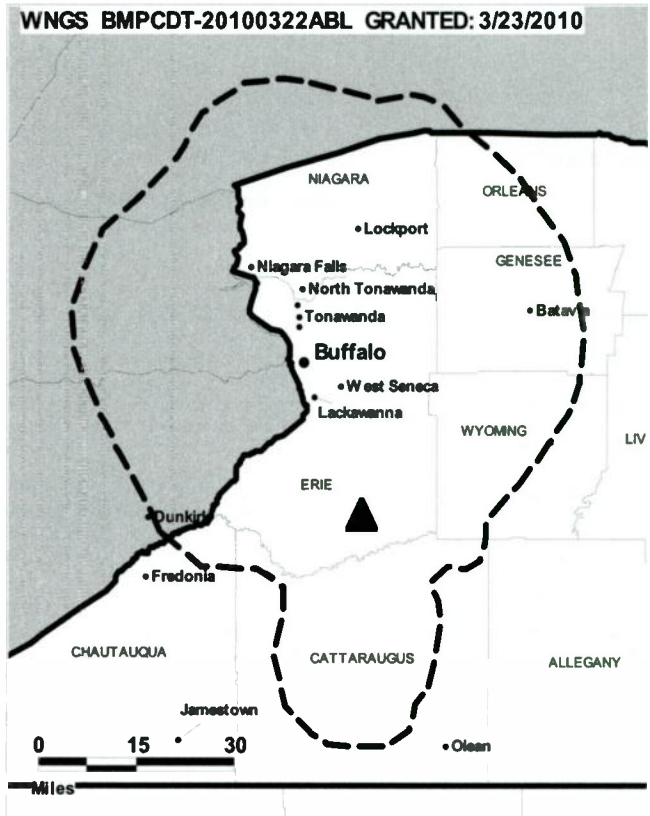 WNGS BMPCDT-20100322ABL GRANTED: 3/23/2010
NIAGARA
ORLEANS
Lockport
GENESEE
Niagara Falls
North Tonawanda
Batavia
Tonawanda
Buffalo
West Seneca
Lackawanna
WYOMING
LIV
ERIE
Dunkirk
Fredonia
CHAUTAUQUA
CATTARAUGUS
ALLEGANY
Jamestown
0 15 30
Olean
Miles